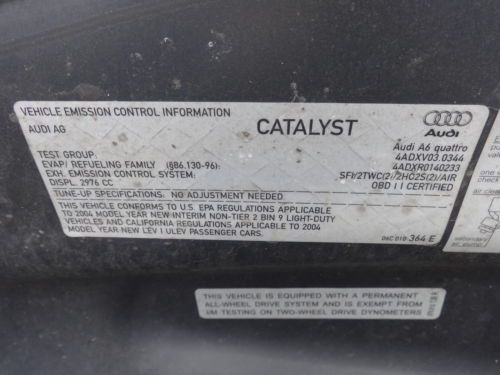 VEHICLE EMISSION CONTROL INFORMATION
AUDI AG
CATALYST
Audi
Audi A6 quattro
TEST GROUP: 4ADXV03.0344
EVAP/ REFUELING FAMILY (§86.130-96): 4ADXR0140233
EXH. EMISSION CONTROL SYSTEM: SFI/2TWC(2)/2HO2S(2)/AIR
DISPL. 2976 CC OBD II CERTIFIED
TUNE-UP SPECIFICATIONS: NO ADJUSTMENT NEEDED
THIS VEHICLE CONFORMS TO U.S. EPA REGULATIONS APPLICABLE
TO 2004 MODEL YEAR NEW INTERIM NON-TIER 2 BIN 9 LIGHT-DUTY
VEHICLES AND CALIFORNIA REGULATIONS APPLICABLE TO 2004
MODEL YEAR NEW LEV I ULEV PASSENGER CARS.
364 E
secondary
THIS VEHICLE IS EQUIPPED WITH A PERMANENT
ALL-WHEEL DRIVE SYSTEM AND IS EXEMPT FROM
I/M TESTING ON TWO-WHEEL DRIVE DYNOMETERS